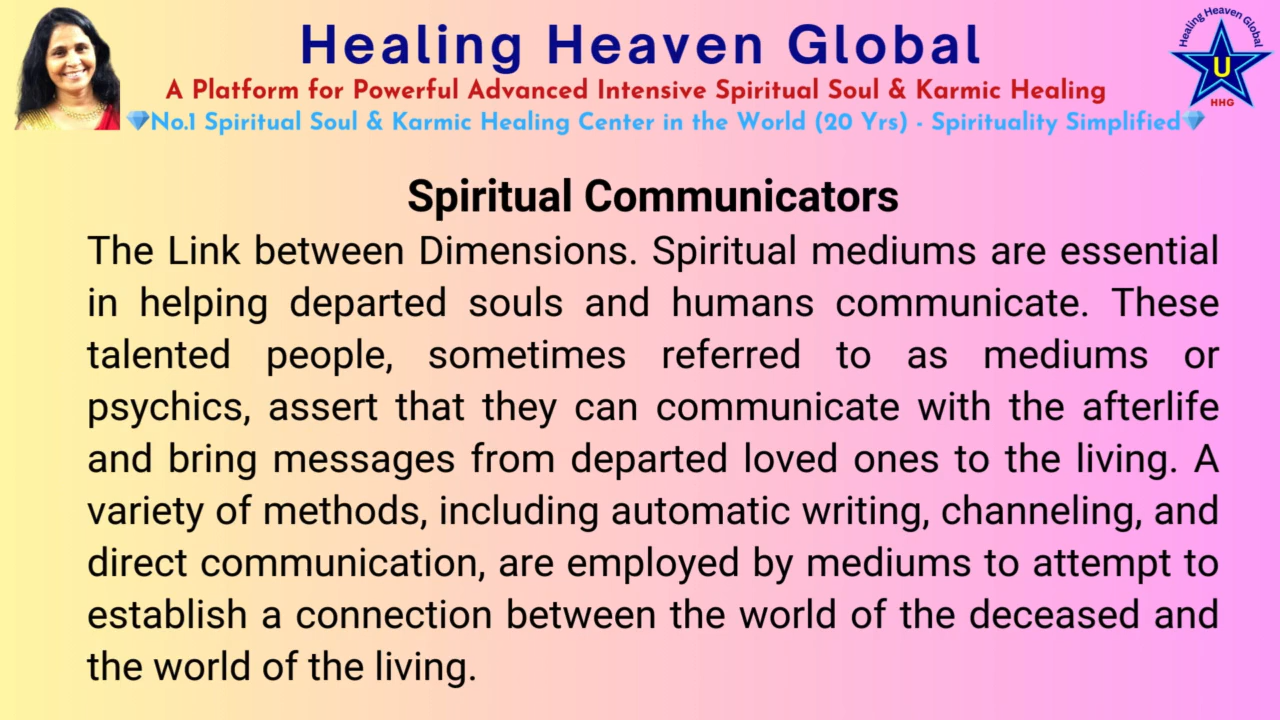 Healing Heaven Global
A Platform for Powerful Advanced Intensive Spiritual Soul & Karmic Healing
💎No.1 Spiritual Soul & Karmic Healing Center in the World (20 Yrs) - Spirituality Simplified💎
Healing Heaven Global
U
HHG
Spiritual Communicators
The Link between Dimensions. Spiritual mediums are essential
in helping departed souls and humans communicate. These
talented people, sometimes referred to as mediums or
psychics, assert that they can communicate with the afterlife
and bring messages from departed loved ones to the living. A
variety of methods, including automatic writing, channeling, and
direct communication, are employed by mediums to attempt to
establish a connection between the world of the deceased and
the world of the living.